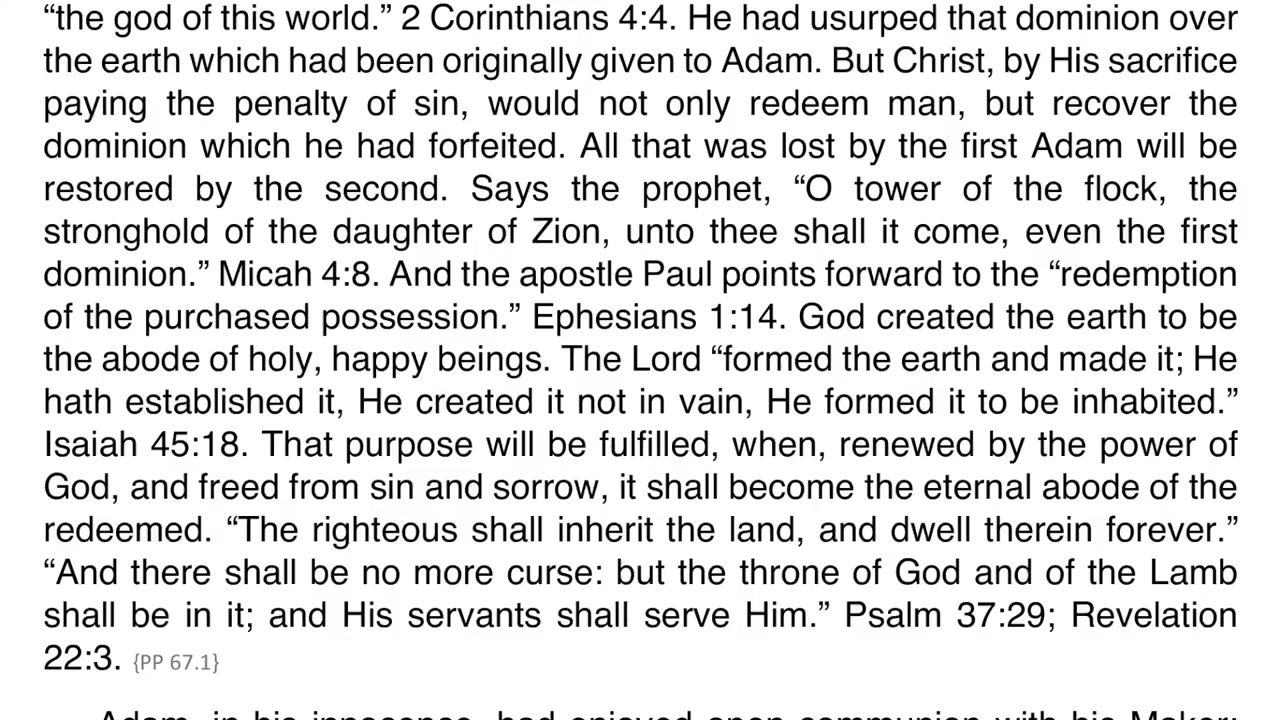 “the god of this world.” 2 Corinthians 4:4. He had usurped that dominion over
the earth which had been originally given to Adam. But Christ, by His sacrifice
paying the penalty of sin, would not only redeem man, but recover the
dominion which he had forfeited. All that was lost by the first Adam will be
restored by the second. Says the prophet, “O tower of the flock, the
stronghold of the daughter of Zion, unto thee shall it come, even the first
dominion.” Micah 4:8. And the apostle Paul points forward to the “redemption
of the purchased possession.” Ephesians 1:14. God created the earth to be
the abode of holy, happy beings. The Lord “formed the earth and made it; He
hath established it, He created it not in vain, He formed it to be inhabited.”
Isaiah 45:18. That purpose will be fulfilled, when, renewed by the power of
God, and freed from sin and sorrow, it shall become the eternal abode of the
redeemed. “The righteous shall inherit the land, and dwell therein forever.”
“And there shall be no more curse: but the throne of God and of the Lamb
shall be in it; and His servants shall serve Him.” Psalm 37:29; Revelation
22:3. {PP 67.1}
Adam, in his innocence, had enjoyed open communion with his Maker;